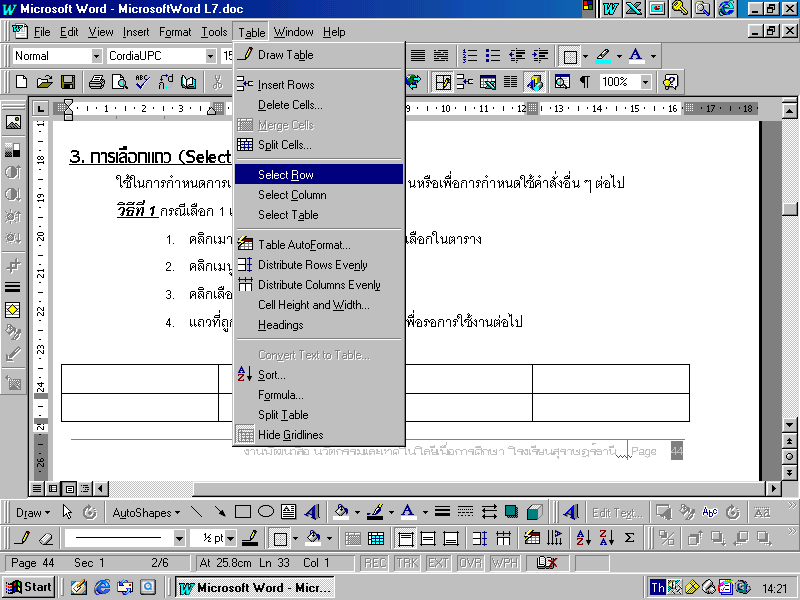 Microsoft Word - MicrosoftWord L7.doc
File Edit View Insert Format Tools Table Window Help
Normal CordiaUPC 15
100%
Draw Table
Insert Rows
Delete Cells...
Merge Cells
Split Cells...
Select Row
Select Column
Select Table
Table AutoFormat...
Distribute Rows Evenly
Distribute Columns Evenly
Cell Height and Width...
Headings
Convert Text to Table...
Sort...
Formula...
Split Table
Hide Gridlines
3. การเลือกแถว (Select
ใช้ในการกำหนดการเ นหรือเพื่อการกำหนดใช้คำสั่งอื่น ๆ ต่อไป
วิธีที่ 1 กรณีเลือก 1 แ
1. คลิกเมา เลือกในตาราง
2. คลิกเมนู
3. คลิกเลือ
4. แถวที่ถูก พื่อรอการใช้งานต่อไป
งานพัฒนาสื่อ นวัตกรรมและเทคโนโลยีเพื่อการศึกษา โรงเรียนสุราษฎร์ธานี Page 44
Draw AutoShapes Edit Text...
½ pt
Page 44 Sec 1 2/6 At 25.8cm Ln 33 Col 1 REC TRK EXT OVR WPH
Start Microsoft Word - Micr... Th 14:21